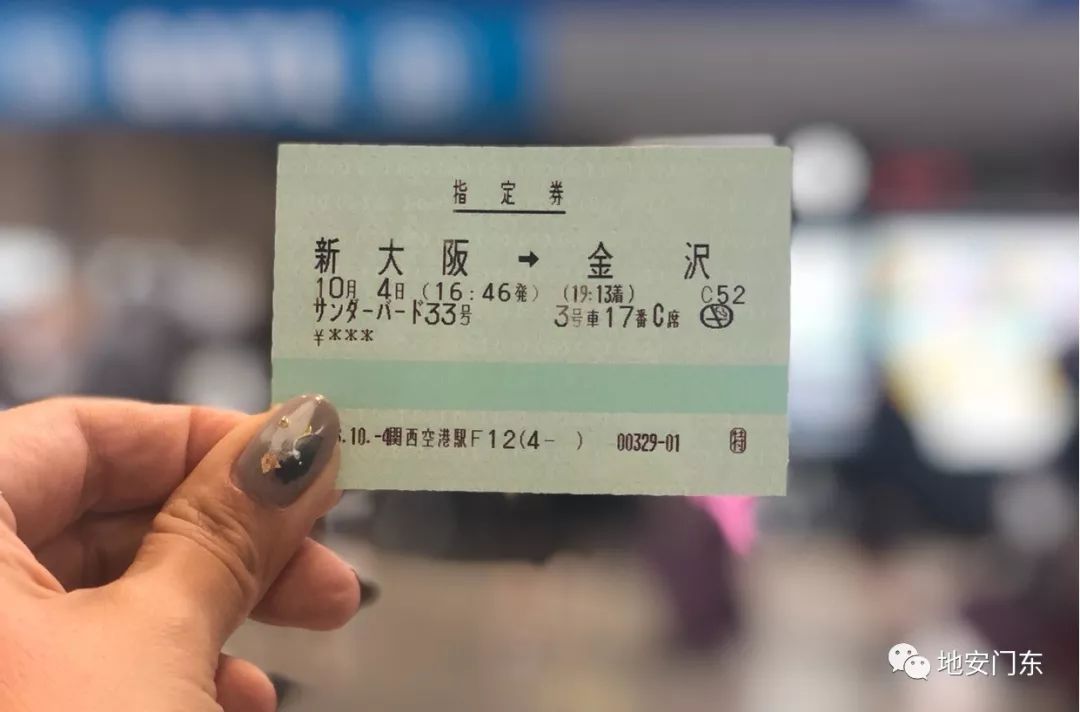 指定券
新大阪 → 金沢
10月 4日 (16:46発) (19:13着) C52
サンダーバード33号 3号車17番C席
¥***
.10.-4関西空港駅F12(4- ) 00329-01 特
地安门东